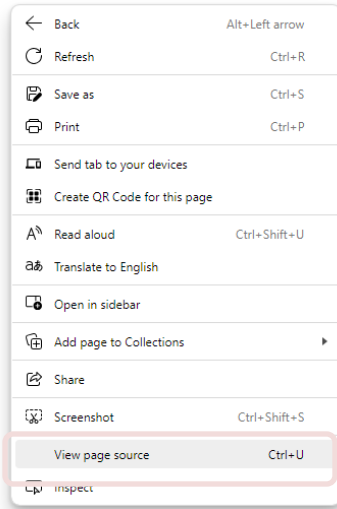 Back Alt+Left arrow
Refresh Ctrl+R
Save as Ctrl+S
Print Ctrl+P
Send tab to your devices
Create QR Code for this page
Read aloud Ctrl+Shift+U
Translate to English
Open in sidebar
Add page to Collections
Share
Screenshot Ctrl+Shift+S
View page source Ctrl+U
Inspect